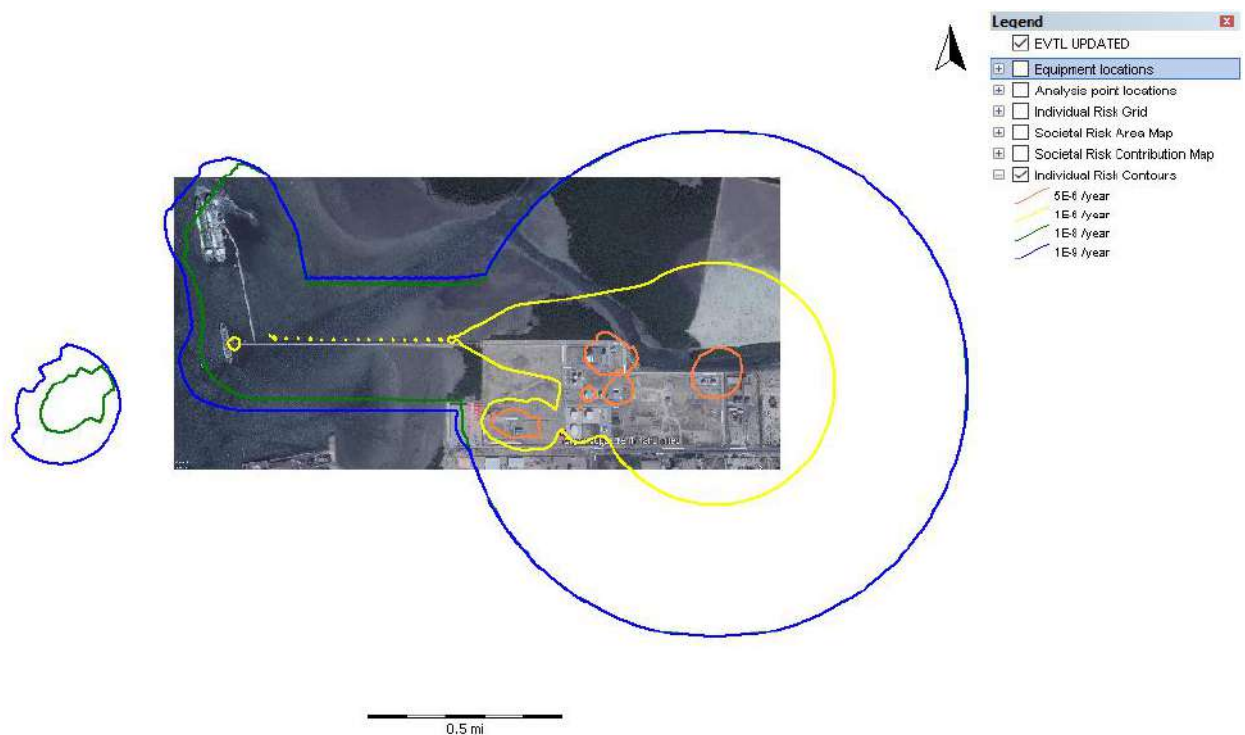 Legend
EVTL UPDATED
Equipment locations
Analysis point locations
Individual Risk Grid
Societal Risk Area Map
Societal Risk Contribution Map
Individual Risk Contours
5E-6 /year
1E-6 /year
1E-8 /year
1E-9 /year
0.5 mi